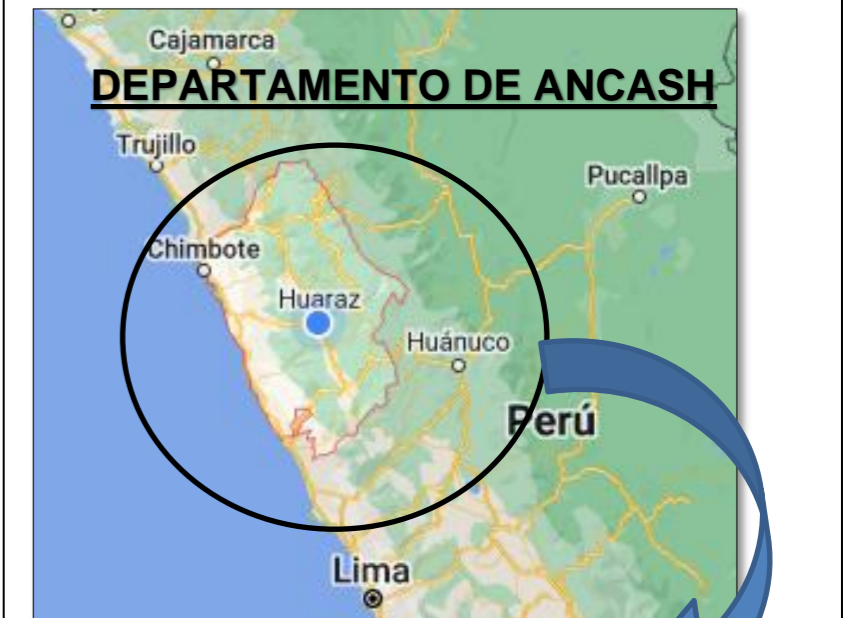 Cajamarca
DEPARTAMENTO DE ANCASH
Trujillo
Pucallpa
Chimbote
Huaraz
Huánuco
Perú
Lima